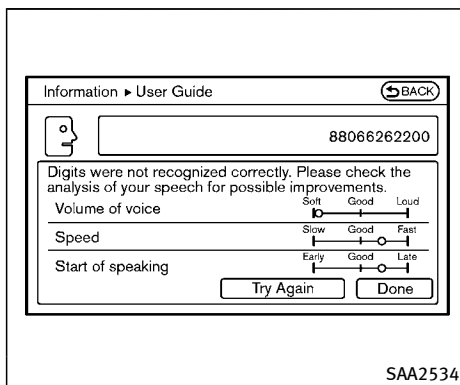 Information ▶ User Guide
BACK
88066262200
Digits were not recognized correctly. Please check the
analysis of your speech for possible improvements.
Volume of voice
Soft Good Loud
Speed
Slow Good Fast
Start of speaking
Early Good Late
Try Again
Done
SAA2534